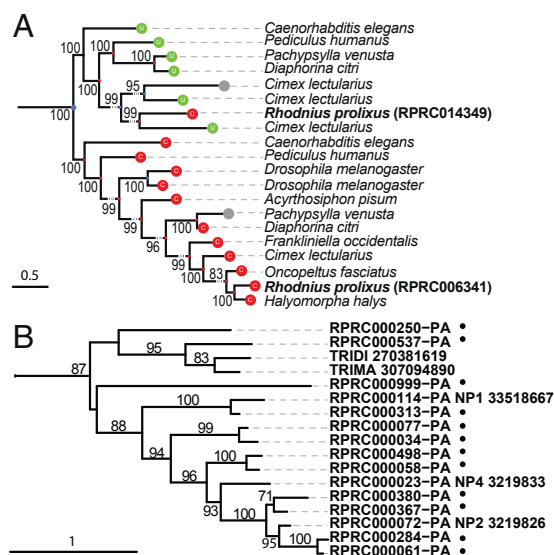 A
Caenorhabditis elegans
Pediculus humanus
Pachypsylla venusta
Diaphorina citri
Cimex lectularius
Cimex lectularius
Rhodnius prolixus (RPRC014349)
Cimex lectularius
Caenorhabditis elegans
Pediculus humanus
Drosophila melanogaster
Drosophila melanogaster
Acyrthosiphon pisum
Pachypsylla venusta
Diaphorina citri
Frankliniella occidentalis
Cimex lectularius
Oncopeltus fasciatus
Rhodnius prolixus (RPRC006341)
Halyomorpha halys
U
U
U
U
U
C
U
C
C
C
C
C
C
C
C
C
C
C
100
100
100
95
99
99
100
100
100
99
99
100
96
99
83
100
100
0.5
B
RPRC000250-PA
RPRC000537-PA
TRIDI 270381619
TRIMA 307094890
RPRC000999-PA
RPRC000114-PA NP1 33518667
RPRC000313-PA
RPRC000077-PA
RPRC000034-PA
RPRC000498-PA
RPRC000058-PA
RPRC000023-PA NP4 3219833
RPRC000380-PA
RPRC000367-PA
RPRC000072-PA NP2 3219826
RPRC000284-PA
RPRC000061-PA
95
83
87
100
88
99
94
100
96
71
93
100
95
100
1